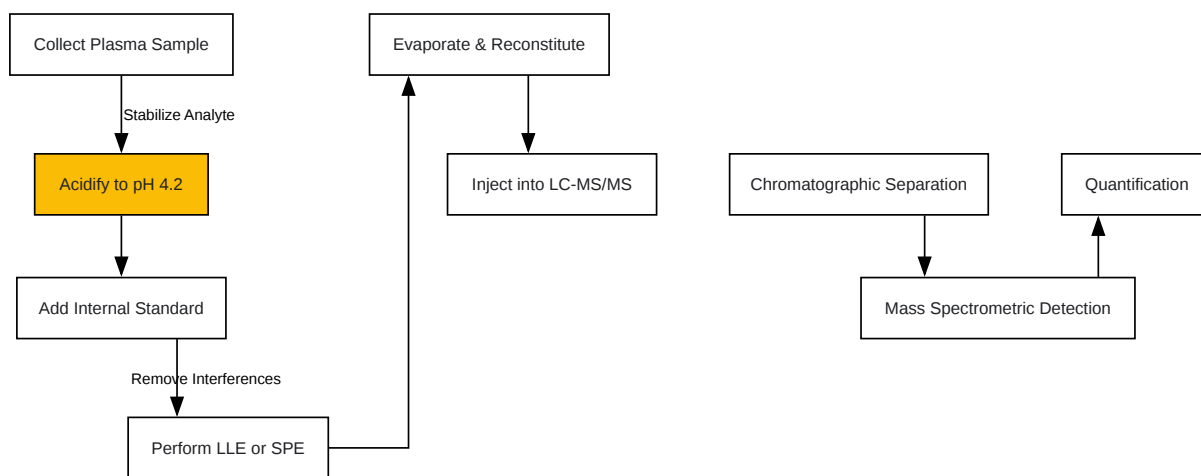 Collect Plasma Sample
Stabilize Analyte
Acidify to pH 4.2
Add Internal Standard
Remove Interferences
Perform LLE or SPE
Evaporate & Reconstitute
Inject into LC-MS/MS
Chromatographic Separation
Mass Spectrometric Detection
Quantification